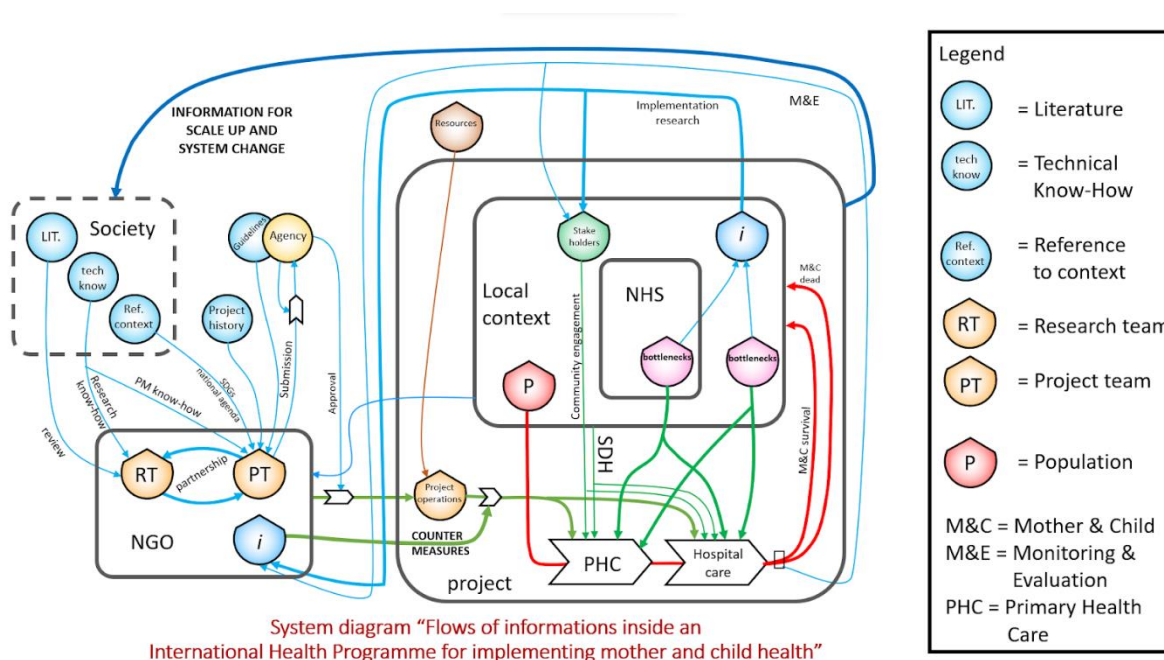 INFORMATION FOR
SCALE UP AND
SYSTEM CHANGE
Resources
Implementation
research
M&E
Society
LIT.
tech
know
Ref.
context
Guidelines
Agency
Project
history
Stake
holders
i
NHS
Local
context
bottlenecks
bottlenecks
P
M&C
dead
M&C survival
Community engagement
SDH
Submission
Approval
SDGs
national agenda
PM know-how
Research
know-how
review
RT
partnership
PT
i
NGO
Project
operations
COUNTER
MEASURES
PHC
Hospital
care
project
System diagram “Flows of informations inside an
International Health Programme for implementing mother and child health”
Legend
LIT.
= Literature
tech
know
= Technical
Know-How
Ref.
context
= Reference
to context
RT
= Research team
PT
= Project team
P
= Population
M&C = Mother & Child
M&E = Monitoring &
Evaluation
PHC = Primary Health
Care